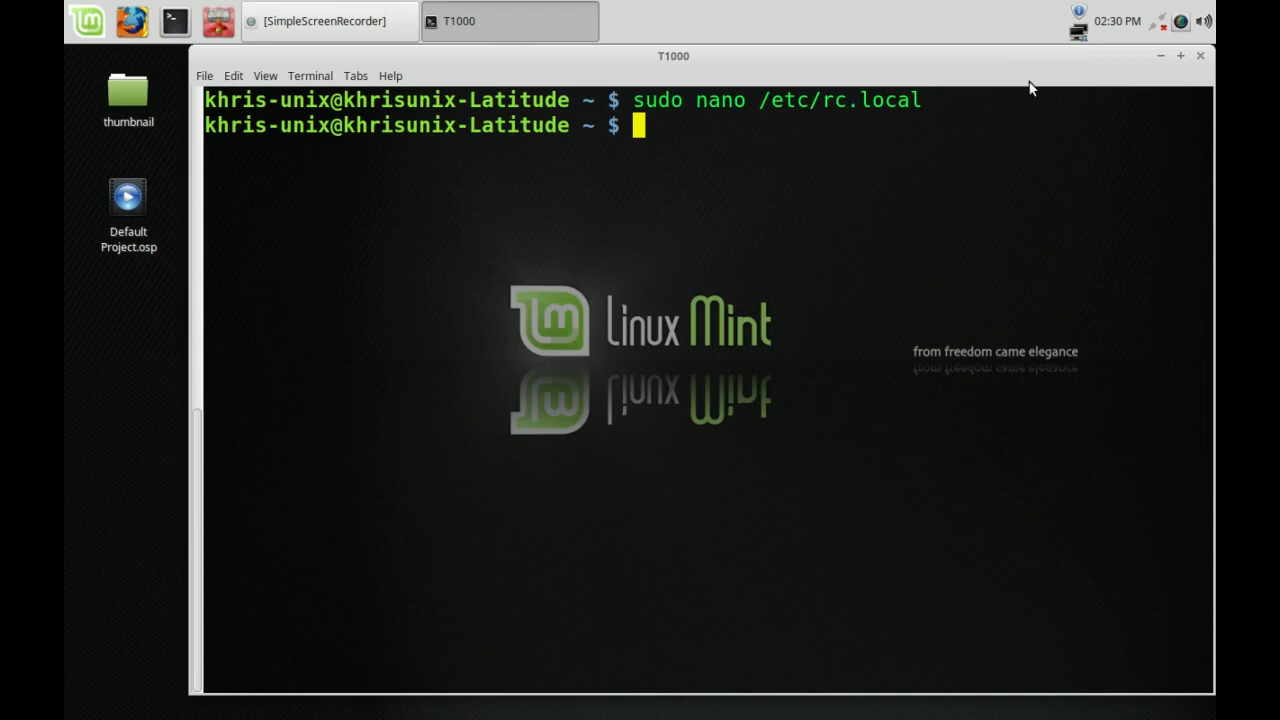 [SimpleScreenRecorder]
T1000
02:30 PM
T1000
File Edit View Terminal Tabs Help
thumbnail
Default
Project.osp
khris-unix@khrisunix-Latitude ~ $ sudo nano /etc/rc.local
khris-unix@khrisunix-Latitude ~ $
Linux Mint
from freedom came elegance